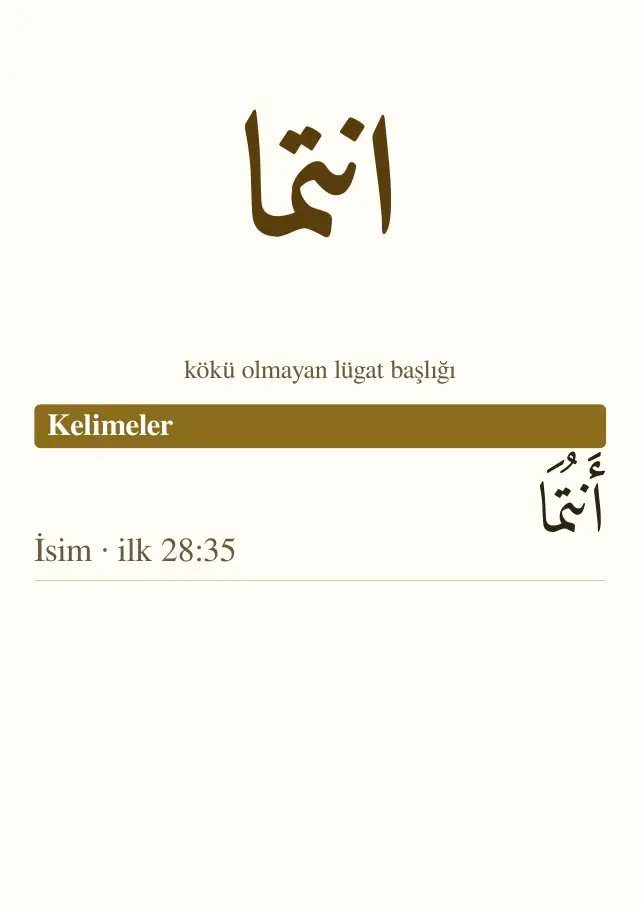 انتما
kökü olmayan lügat başlığı
Kelimeler
أَنتُمَا
İsim · ilk 28:35